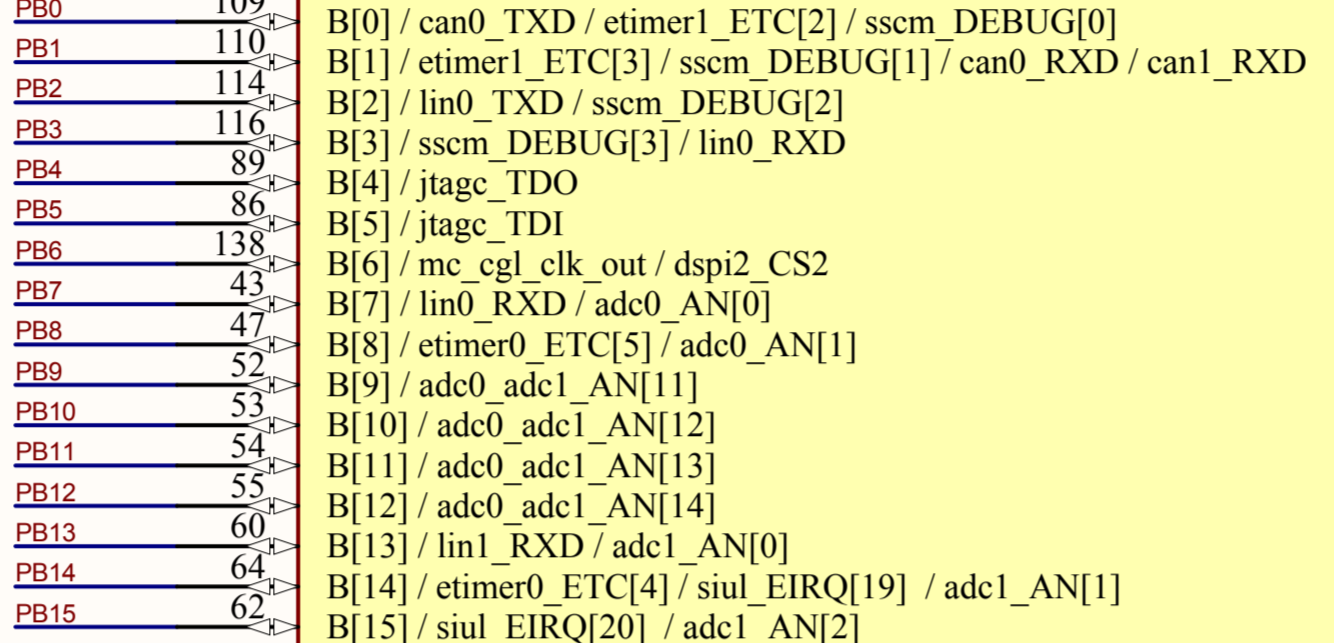 PB0 109 B[0] / can0_TXD / etimer1_ETC[2] / sscm_DEBUG[0]
PB1 110 B[1] / etimer1_ETC[3] / sscm_DEBUG[1] / can0_RXD / can1_RXD
PB2 114 B[2] / lin0_TXD / sscm_DEBUG[2]
PB3 116 B[3] / sscm_DEBUG[3] / lin0_RXD
PB4 89 B[4] / jtagc_TDO
PB5 86 B[5] / jtagc_TDI
PB6 138 B[6] / mc_cgl_clk_out / dspi2_CS2
PB7 43 B[7] / lin0_RXD / adc0_AN[0]
PB8 47 B[8] / etimer0_ETC[5] / adc0_AN[1]
PB9 52 B[9] / adc0_adc1_AN[11]
PB10 53 B[10] / adc0_adc1_AN[12]
PB11 54 B[11] / adc0_adc1_AN[13]
PB12 55 B[12] / adc0_adc1_AN[14]
PB13 60 B[13] / lin1_RXD / adc1_AN[0]
PB14 64 B[14] / etimer0_ETC[4] / siul_EIRQ[19] / adc1_AN[1]
PB15 62 B[15] / siul_EIRQ[20] / adc1_AN[2]